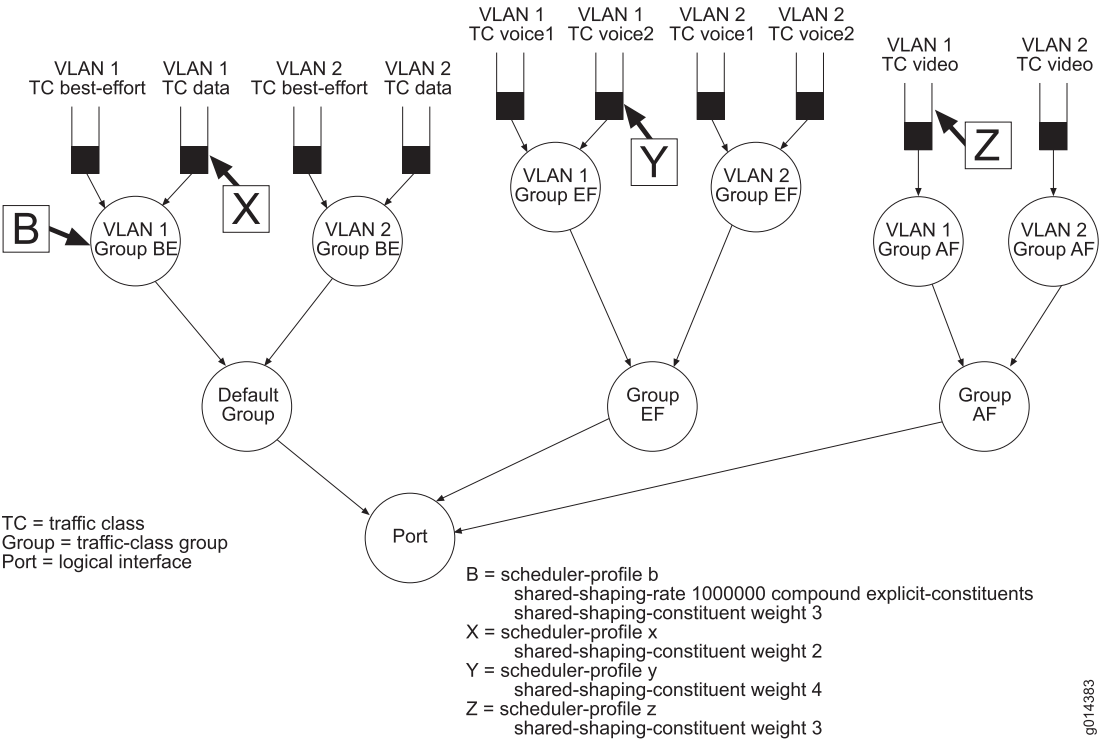 VLAN 1
TC voice1
VLAN 1
TC voice2
VLAN 2
TC voice1
VLAN 2
TC voice2
VLAN 1
TC video
VLAN 2
TC video
VLAN 1
TC best-effort
VLAN 1
TC data
VLAN 2
TC best-effort
VLAN 2
TC data
Z
Y
X
B
VLAN 1
Group EF
VLAN 2
Group EF
VLAN 1
Group BE
VLAN 2
Group BE
VLAN 1
Group AF
VLAN 2
Group AF
Default
Group
Group
EF
Group
AF
Port
TC = traffic class
Group = traffic-class group
Port = logical interface
B = scheduler-profile b
shared-shaping-rate 1000000 compound explicit-constituents
shared-shaping-constituent weight 3
X = scheduler-profile x
shared-shaping-constituent weight 2
Y = scheduler-profile y
shared-shaping-constituent weight 4
Z = scheduler-profile z
shared-shaping-constituent weight 3
g014383